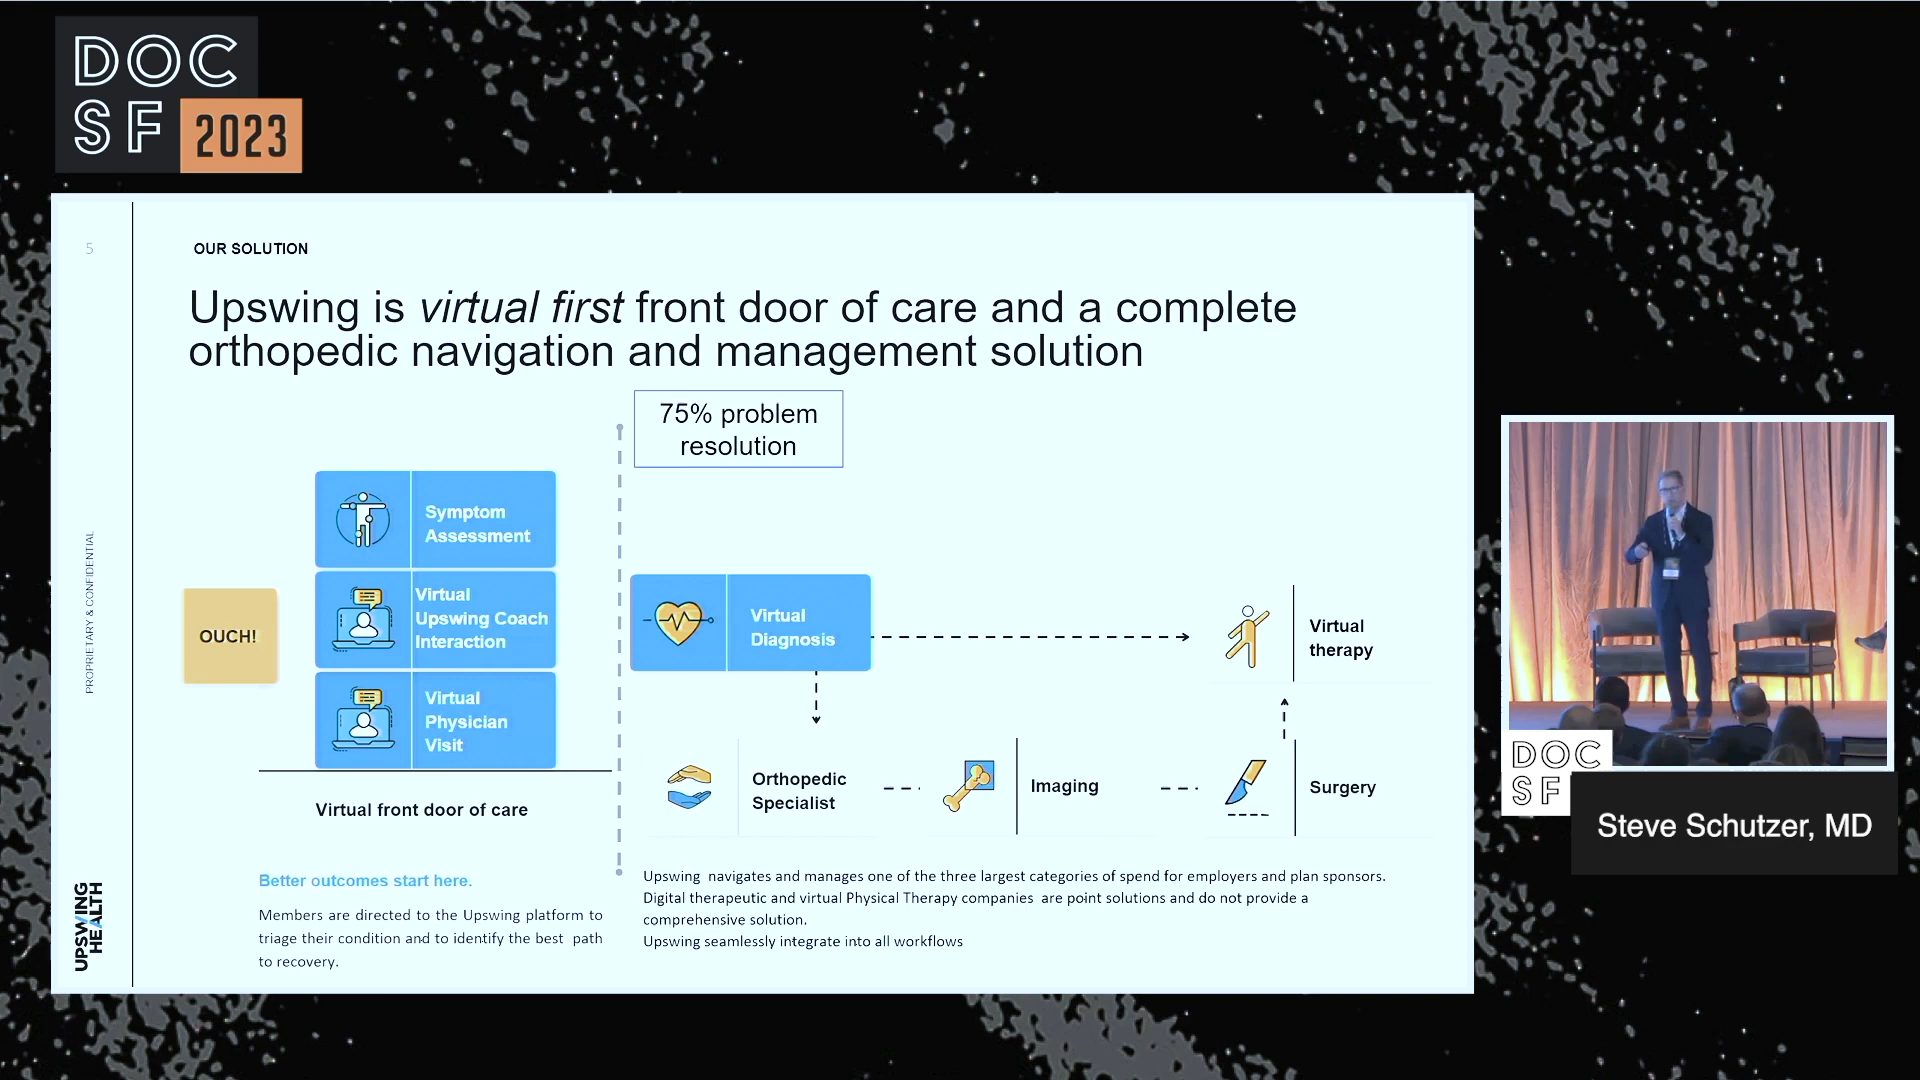 DOC
SF 2023
5
OUR SOLUTION
Upswing is virtual first front door of care and a complete
orthopedic navigation and management solution
75% problem
resolution
OUCH!
Symptom
Assessment
Virtual
Upswing Coach
Interaction
Virtual
Physician
Visit
Virtual front door of care
Virtual
Diagnosis
Virtual
therapy
Orthopedic
Specialist
Imaging
Surgery
Better outcomes start here.
Members are directed to the Upswing platform to
triage their condition and to identify the best path
to recovery.
Upswing navigates and manages one of the three largest categories of spend for employers and plan sponsors.
Digital therapeutic and virtual Physical Therapy companies are point solutions and do not provide a
comprehensive solution.
Upswing seamlessly integrate into all workflows
PROPRIETARY & CONFIDENTIAL
UPSWING
HEALTH
DOC
SF
Steve Schutzer, MD